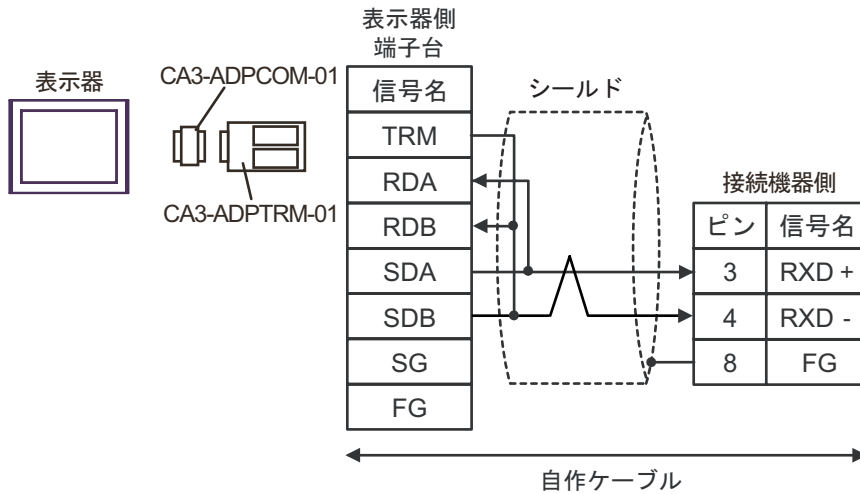 表示器側
端子台
表示器
CA3-ADPCOM-01
CA3-ADPTRM-01
信号名
TRM
RDA
RDB
SDA
SDB
SG
FG
シールド
接続機器側
ピン 信号名
3 RXD +
4 RXD -
8 FG
自作ケーブル